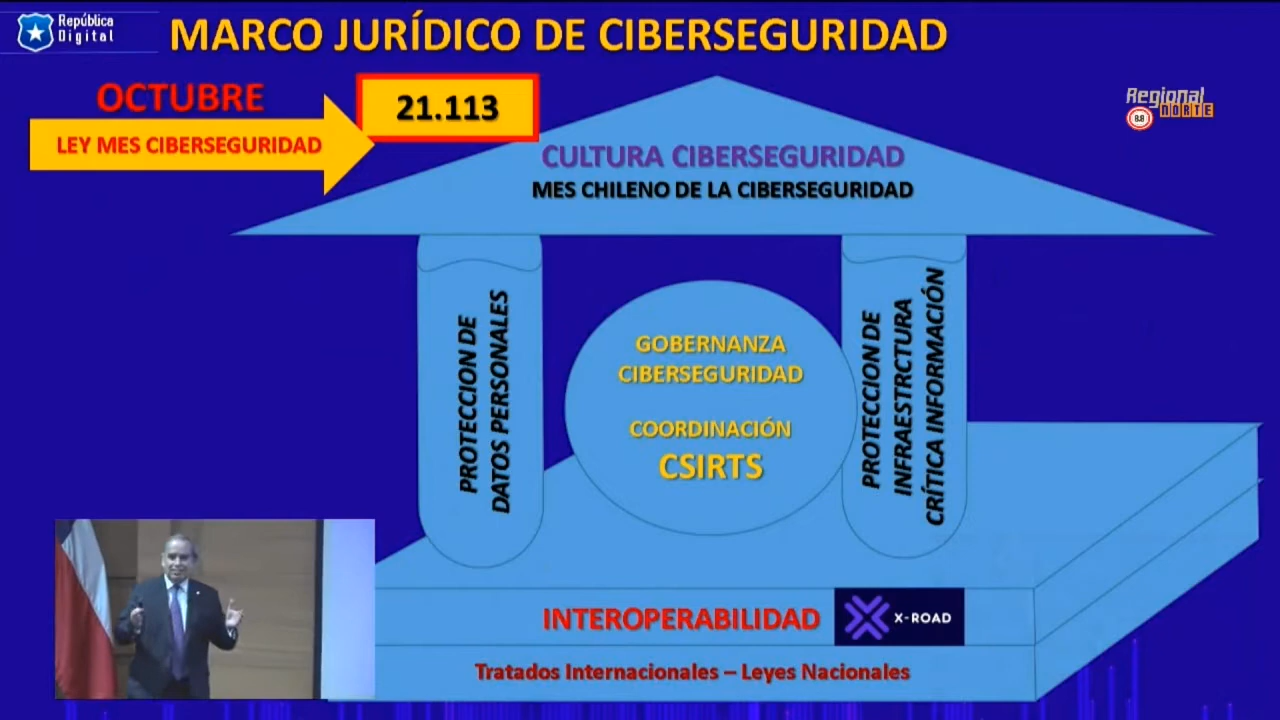 República
Digital
MARCO JURÍDICO DE CIBERSEGURIDAD
OCTUBRE
LEY MES CIBERSEGURIDAD
21.113
Regional
88
NORTE
CULTURA CIBERSEGURIDAD
MES CHILENO DE LA CIBERSEGURIDAD
PROTECCION DE
DATOS PERSONALES
GOBERNANZA
CIBERSEGURIDAD
COORDINACIÓN
CSIRTS
PROTECCION DE
INFRAESTRCTURA
CRÍTICA INFORMACIÓN
INTEROPERABILIDAD
X-ROAD
Tratados Internacionales – Leyes Nacionales